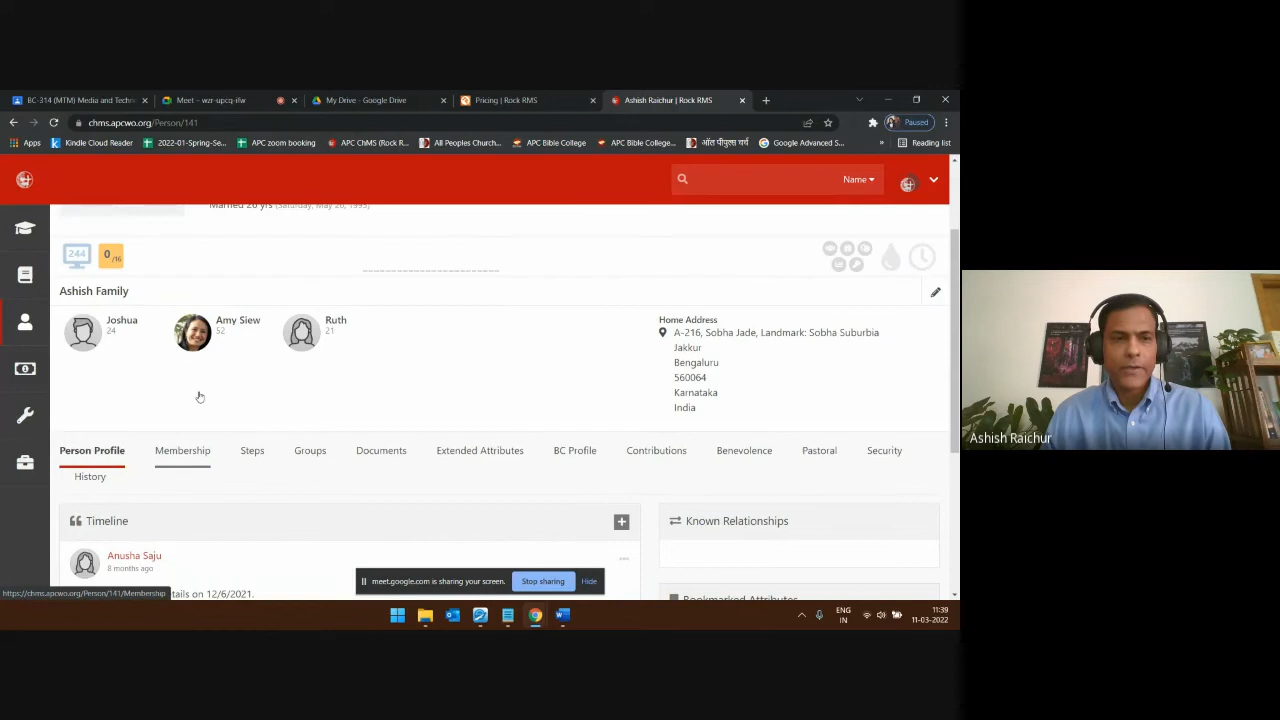 BC-314 (MTM) Media and Techn
Meet – wzr-upcq-ifw
My Drive - Google Drive
Pricing | Rock RMS
Ashish Raichur | Rock RMS
chms.apcwo.org/Person/141
Paused
Apps
Kindle Cloud Reader
2022-01-Spring-Se...
APC zoom booking
APC ChMS (Rock R...
All Peoples Church...
APC Bible College
APC Bible College...
ऑल पीपुल्स चर्च
Google Advanced S...
»
Reading list
Name
Married 26 yrs (Saturday, May 20, 1995)
244
0/16
Ashish Family
Joshua
24
Amy Siew
52
Ruth
21
Home Address
A-216, Sobha Jade, Landmark: Sobha Suburbia
Jakkur
Bengaluru
560064
Karnataka
India
Person Profile
Membership
Steps
Groups
Documents
Extended Attributes
BC Profile
Contributions
Benevolence
Pastoral
Security
History
Timeline
Known Relationships
Anusha Saju
8 months ago
etails on 12/6/2021.
Bookmarked Attributes
meet.google.com is sharing your screen.
Stop sharing
Hide
https://chms.apcwo.org/Person/141/Membership
ENG
IN
11:39
11-03-2022
Ashish Raichur